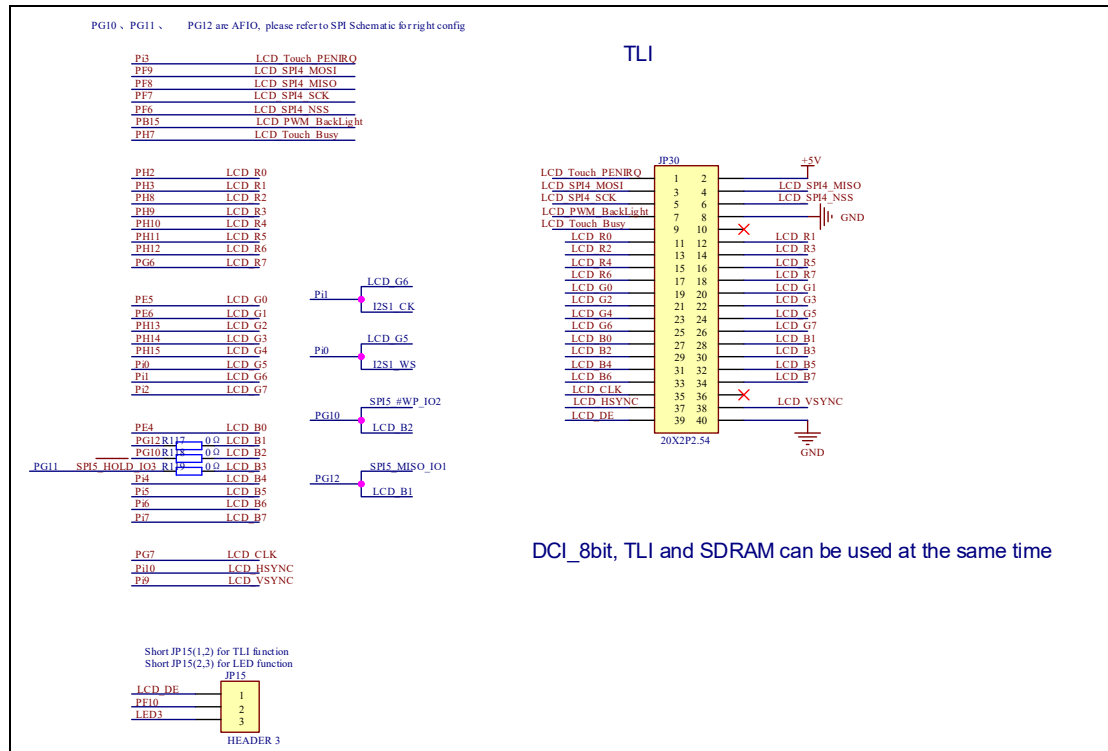 PG10 、PG11 、 PG12 are AFIO, please refer to SPI Schematic for right config
TLI
Pi3 LCD_Touch_PENIRQ
PF9 LCD_SPI4_MOSI
PF8 LCD_SPI4_MISO
PF7 LCD_SPI4_SCK
PF6 LCD_SPI4_NSS
PB15 LCD_PWM_BackLight
PH7 LCD_Touch_Busy
PH2 LCD_R0
PH3 LCD_R1
PH8 LCD_R2
PH9 LCD_R3
PH10 LCD_R4
PH11 LCD_R5
PH12 LCD_R6
PG6 LCD_R7
PE5 LCD_G0
PE6 LCD_G1
PH13 LCD_G2
PH14 LCD_G3
PH15 LCD_G4
Pi0 LCD_G5
Pi1 LCD_G6
Pi2 LCD_G7
PE4 LCD_B0
PG12 R117 0Ω LCD_B1
PG10 R118 0Ω LCD_B2
PG11 SPI5_HOLD_IO3 R119 0Ω LCD_B3
Pi4 LCD_B4
Pi5 LCD_B5
Pi6 LCD_B6
Pi7 LCD_B7
PG7 LCD_CLK
Pi10 LCD_HSYNC
Pi9 LCD_VSYNC
LCD_G6
Pi1
I2S1_CK
LCD_G5
Pi0
I2S1_WS
SPI5_#WP_IO2
PG10
LCD_B2
SPI5_MISO_IO1
PG12
LCD_B1
JP30
+5V
LCD_Touch_PENIRQ 1 2
LCD_SPI4_MOSI 3 4 LCD_SPI4_MISO
LCD_SPI4_SCK 5 6 LCD_SPI4_NSS
LCD_PWM_BackLight 7 8 GND
LCD_Touch_Busy 9 10
LCD_R0 11 12 LCD_R1
LCD_R2 13 14 LCD_R3
LCD_R4 15 16 LCD_R5
LCD_R6 17 18 LCD_R7
LCD_G0 19 20 LCD_G1
LCD_G2 21 22 LCD_G3
LCD_G4 23 24 LCD_G5
LCD_G6 25 26 LCD_G7
LCD_B0 27 28 LCD_B1
LCD_B2 29 30 LCD_B3
LCD_B4 31 32 LCD_B5
LCD_B6 33 34 LCD_B7
LCD_CLK 35 36
LCD_HSYNC 37 38 LCD_VSYNC
LCD_DE 39 40
20X2P2.54
GND
DCI_8bit, TLI and SDRAM can be used at the same time
Short JP15(1,2) for TLI function
Short JP15(2,3) for LED function
JP15
LCD_DE 1
PF10 2
LED3 3
HEADER 3